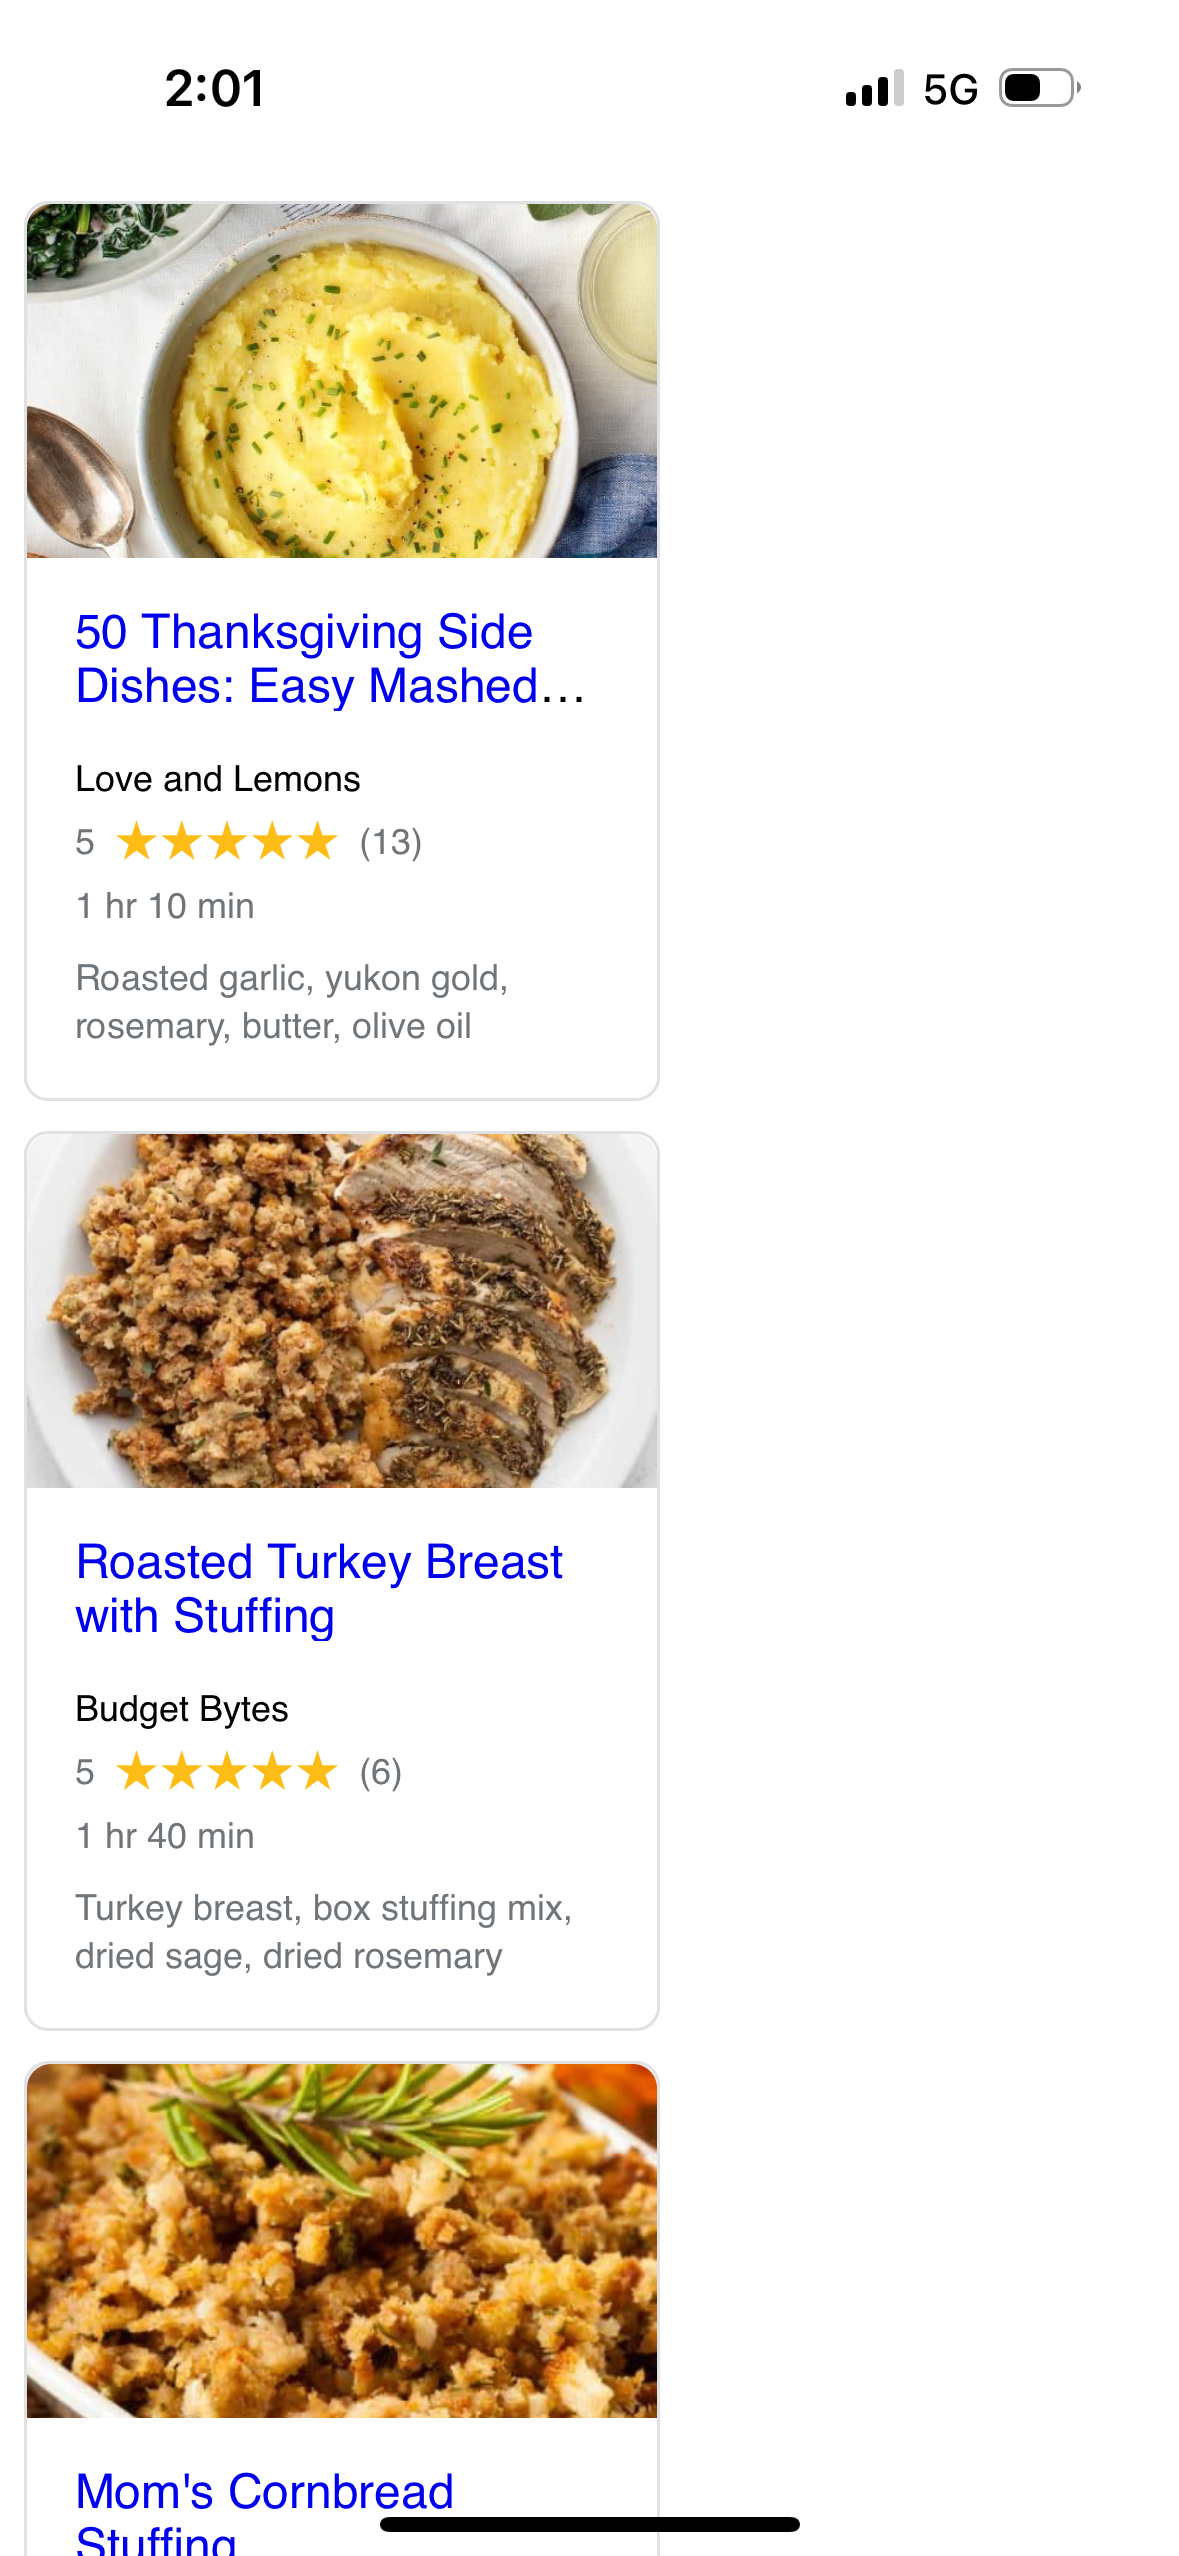 2:01
5G
50 Thanksgiving Side
Dishes: Easy Mashed...
Love and Lemons
5 ★★★★★ (13)
1 hr 10 min
Roasted garlic, yukon gold,
rosemary, butter, olive oil
Roasted Turkey Breast
with Stuffing
Budget Bytes
5 ★★★★★ (6)
1 hr 40 min
Turkey breast, box stuffing mix,
dried sage, dried rosemary
Mom's Cornbread
Stuffing